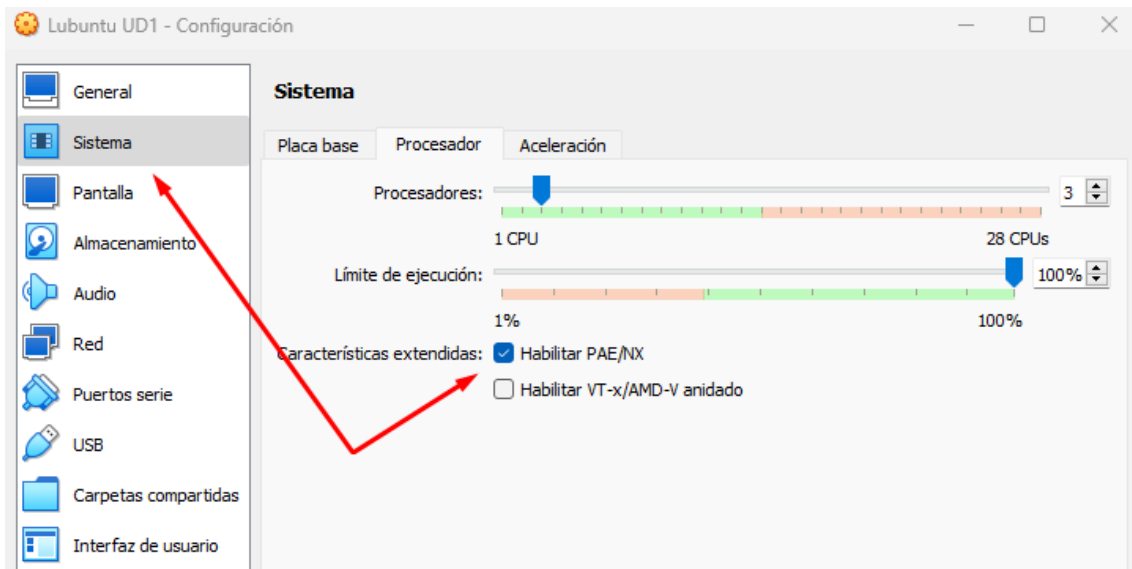 Lubuntu UD1 - Configuración
General
Sistema
Pantalla
Almacenamiento
Audio
Red
Puertos serie
USB
Carpetas compartidas
Interfaz de usuario
Sistema
Placa base Procesador Aceleración
Procesadores: 3
1 CPU 28 CPUs
Límite de ejecución: 100%
1% 100%
Características extendidas: Habilitar PAE/NX
Habilitar VT-x/AMD-V anidado